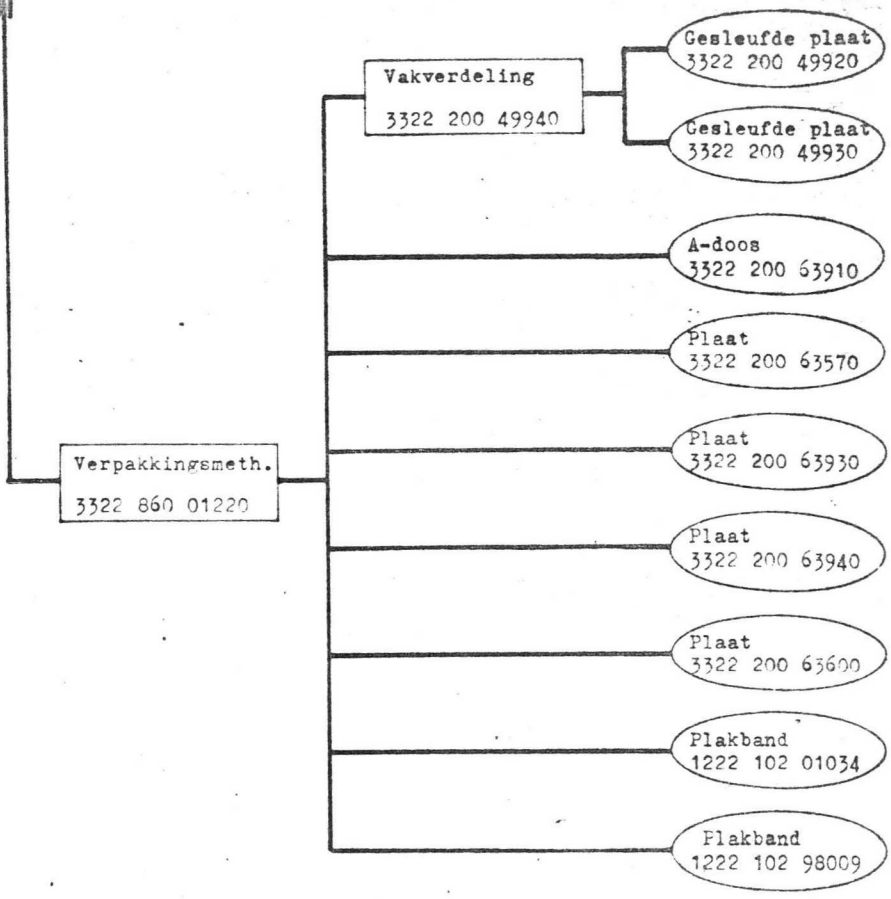 Gesleufde plaat
3322 200 49920
Vakverdeling
3322 200 49940
Gesleufde plaat
3322 200 49930
A-doos
3322 200 63910
Plaat
3322 200 63570
Plaat
3322 200 63930
Verpakkingsmeth.
3322 860 01220
Plaat
3322 200 63940
Plaat
3322 200 63600
Plakband
1222 102 01034
Plakband
1222 102 98009